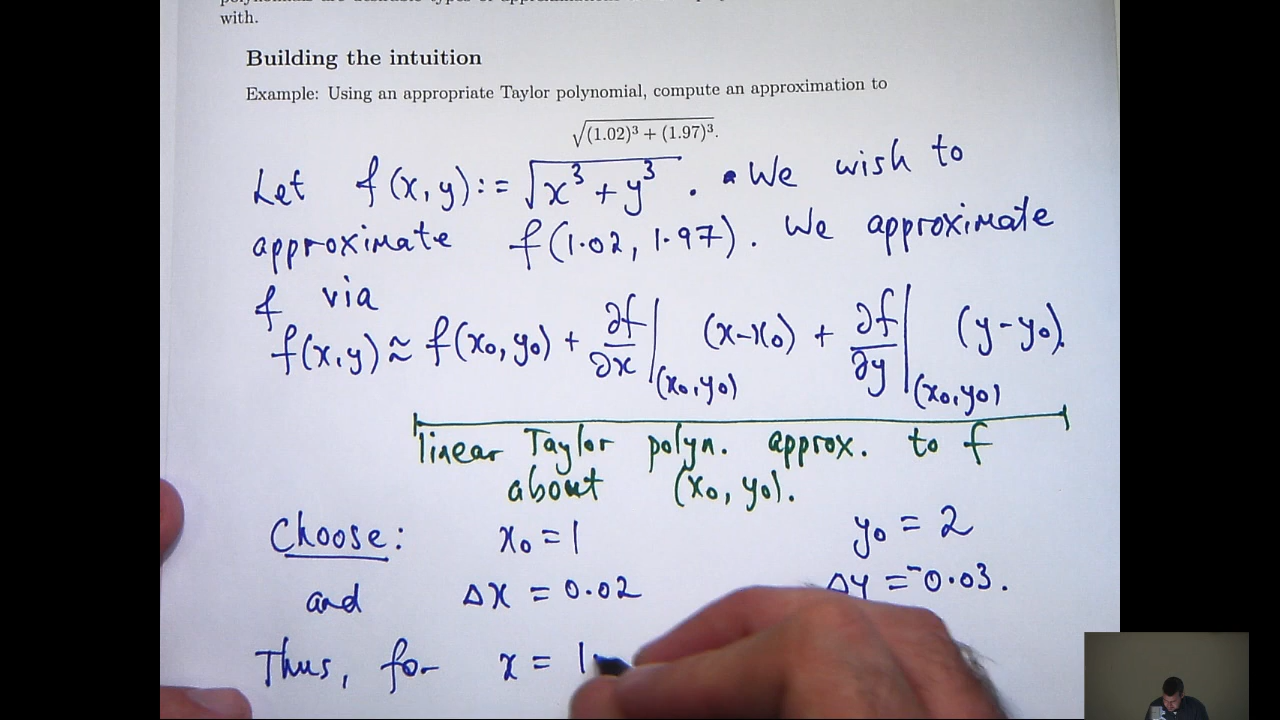 with.
Building the intuition
Example: Using an appropriate Taylor polynomial, compute an approximation to
√((1.02)³ + (1.97)³).
Let f(x,y) := √(x³ + y³) . We wish to
approximate f(1.02, 1.97). We approximate
f via
f(x,y) ≈ f(x₀,y₀) + ∂f/∂x |(x₀,y₀) (x-x₀) + ∂f/∂y |(x₀,y₀) (y-y₀).
linear Taylor polyn. approx. to f
about (x₀, y₀).
Choose: x₀ = 1 y₀ = 2
and Δx = 0.02 Δy = -0.03.
Thus, for x = 1